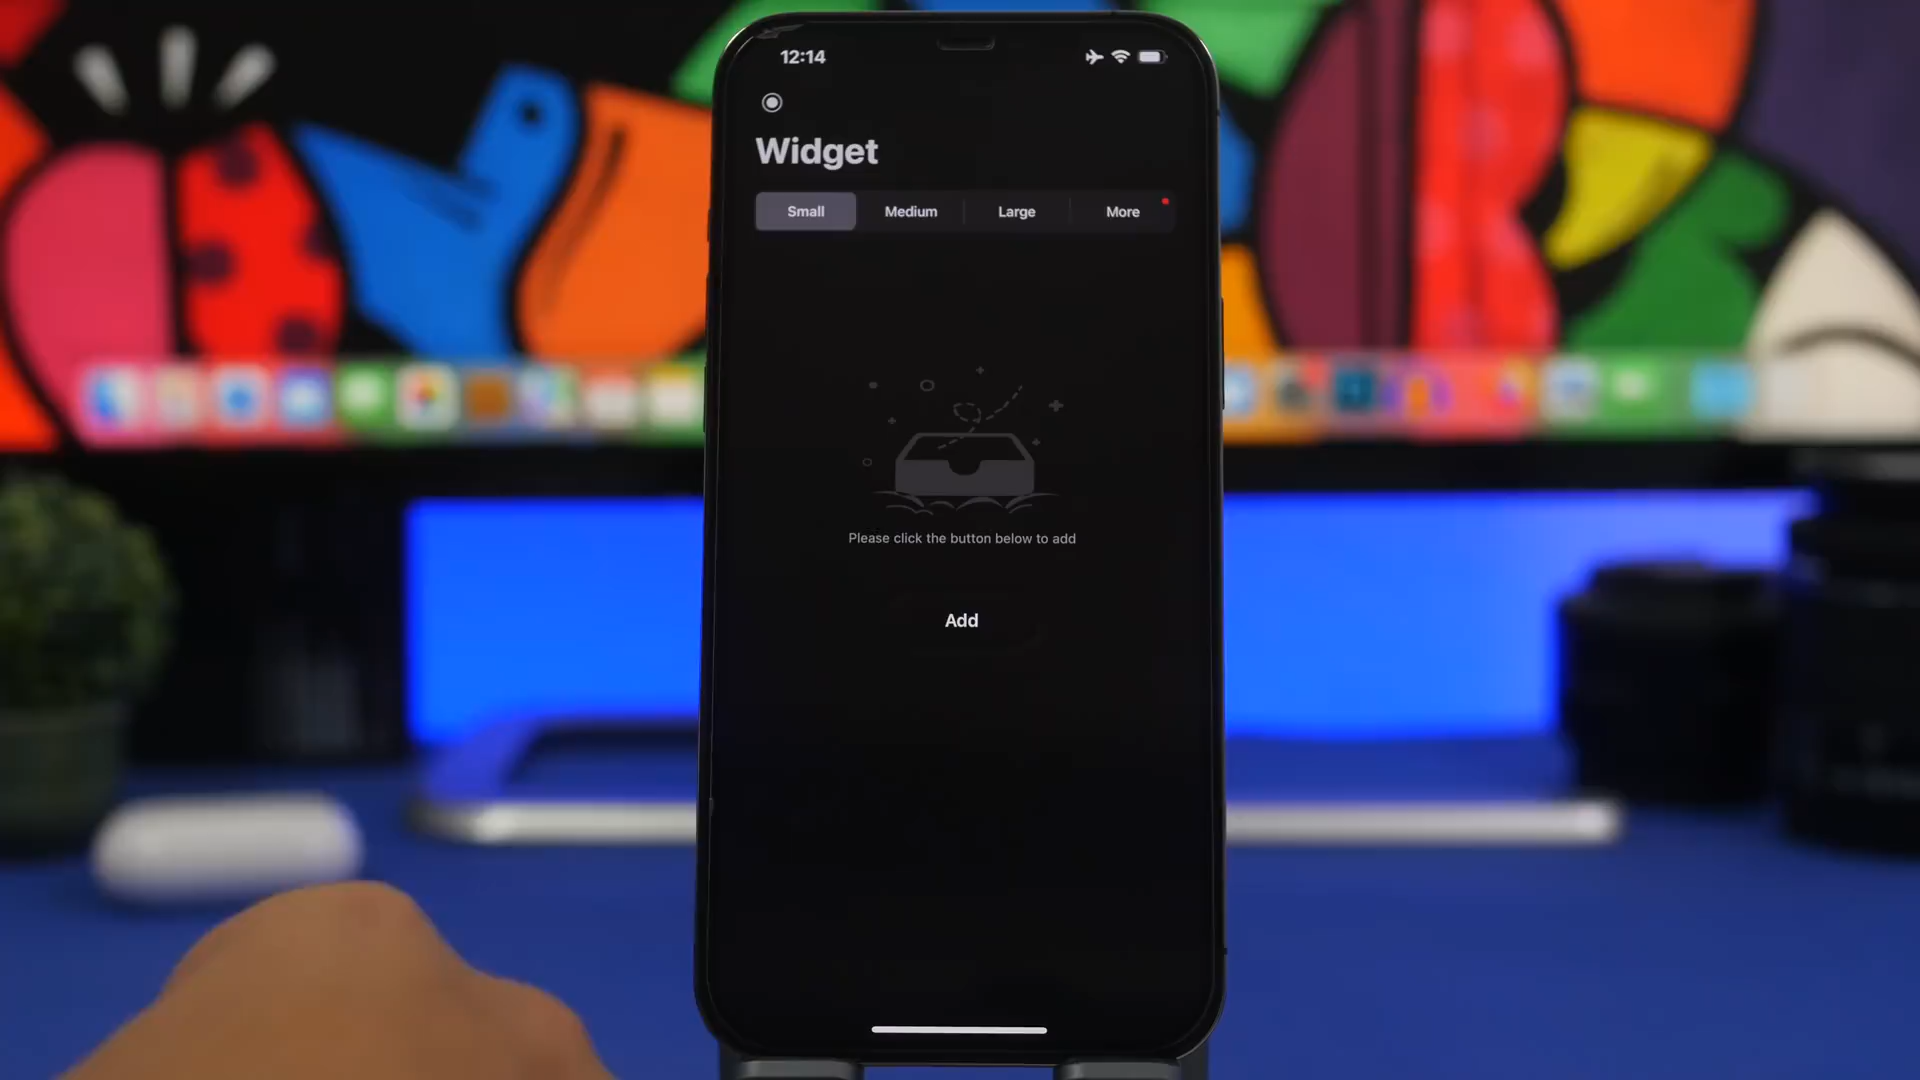 12:14
Widget
Small
Medium
Large
More
Please click the button below to add
Add